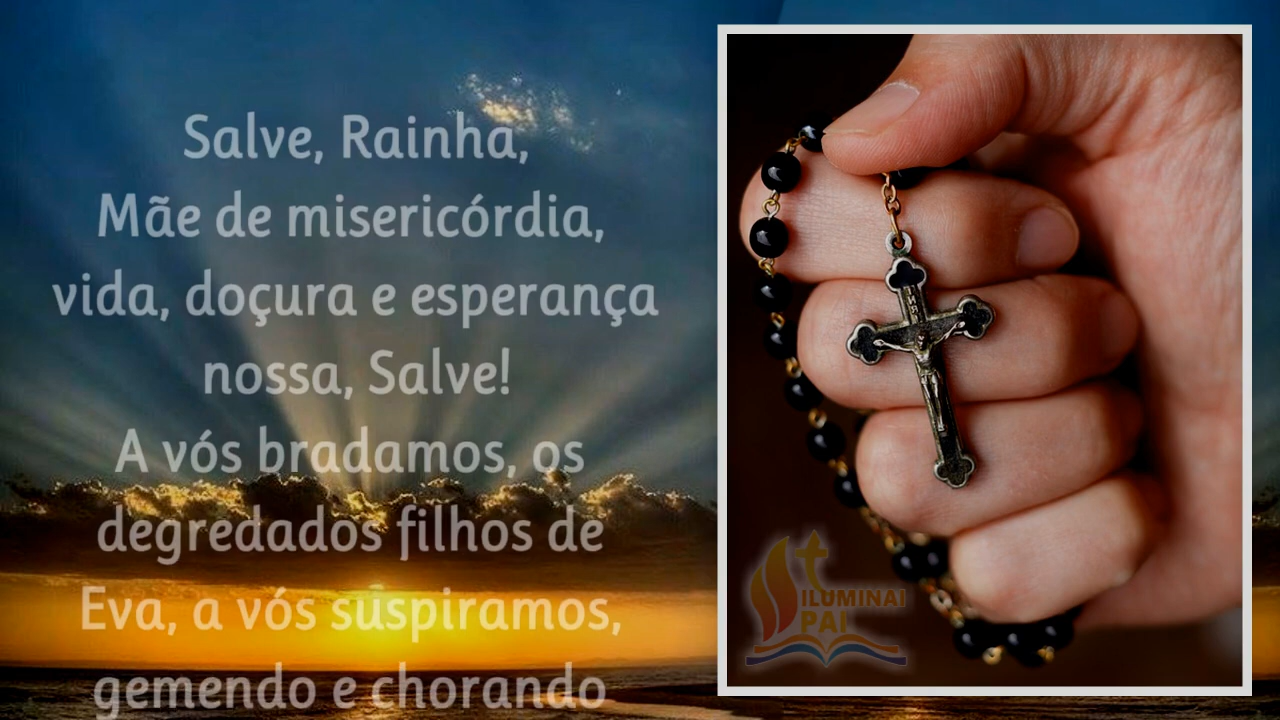 Salve, Rainha,
Mãe de misericórdia,
vida, doçura e esperança
nossa, Salve!
A vós bradamos, os
degredados filhos de
Eva, a vós suspiramos,
gemendo e chorando
ILUMINAI
PAI